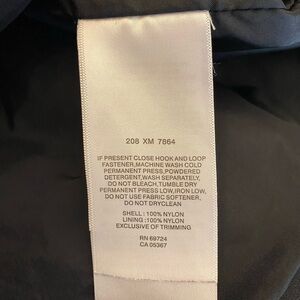 208 XM 7664
IF PRESENT CLOSE HOOK AND LOOP
FASTENER,MACHINE WASH COLD
PERMANENT PRESS,POWDERED
DETERGENT,WASH SEPARATELY,
DO NOT BLEACH,TUMBLE DRY
PERMANENT PRESS LOW,IRON LOW,
DO NOT USE FABRIC SOFTENER,
DO NOT DRYCLEAN
SHELL : 100% NYLON
LINING : 100% NYLON
EXCLUSIVE OF TRIMMING
RN 69724
CA 05367